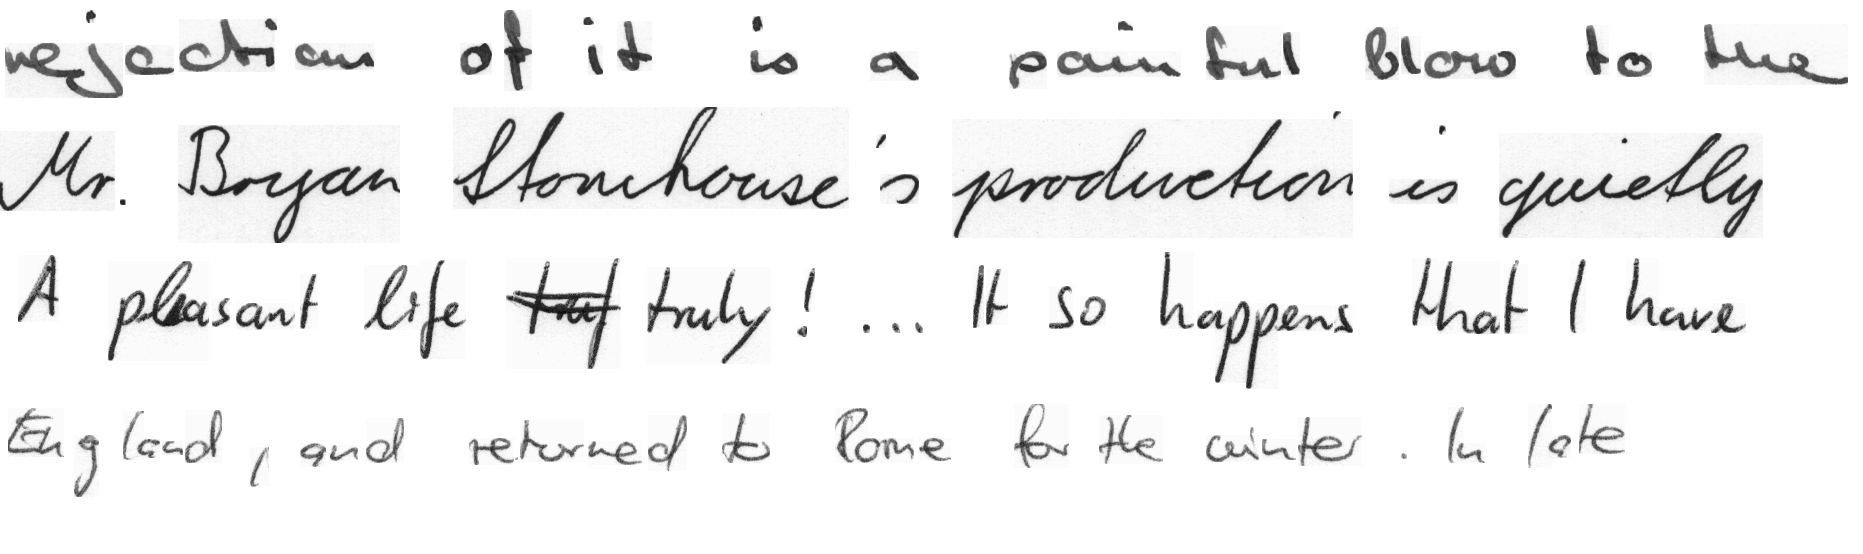 rejection of it is a painful blow to the
Mr. Bryan Stonehouse's production is quietly
A pleasant life truly! ... It so happens that I have
England, and returned to Rome for the winter. In late